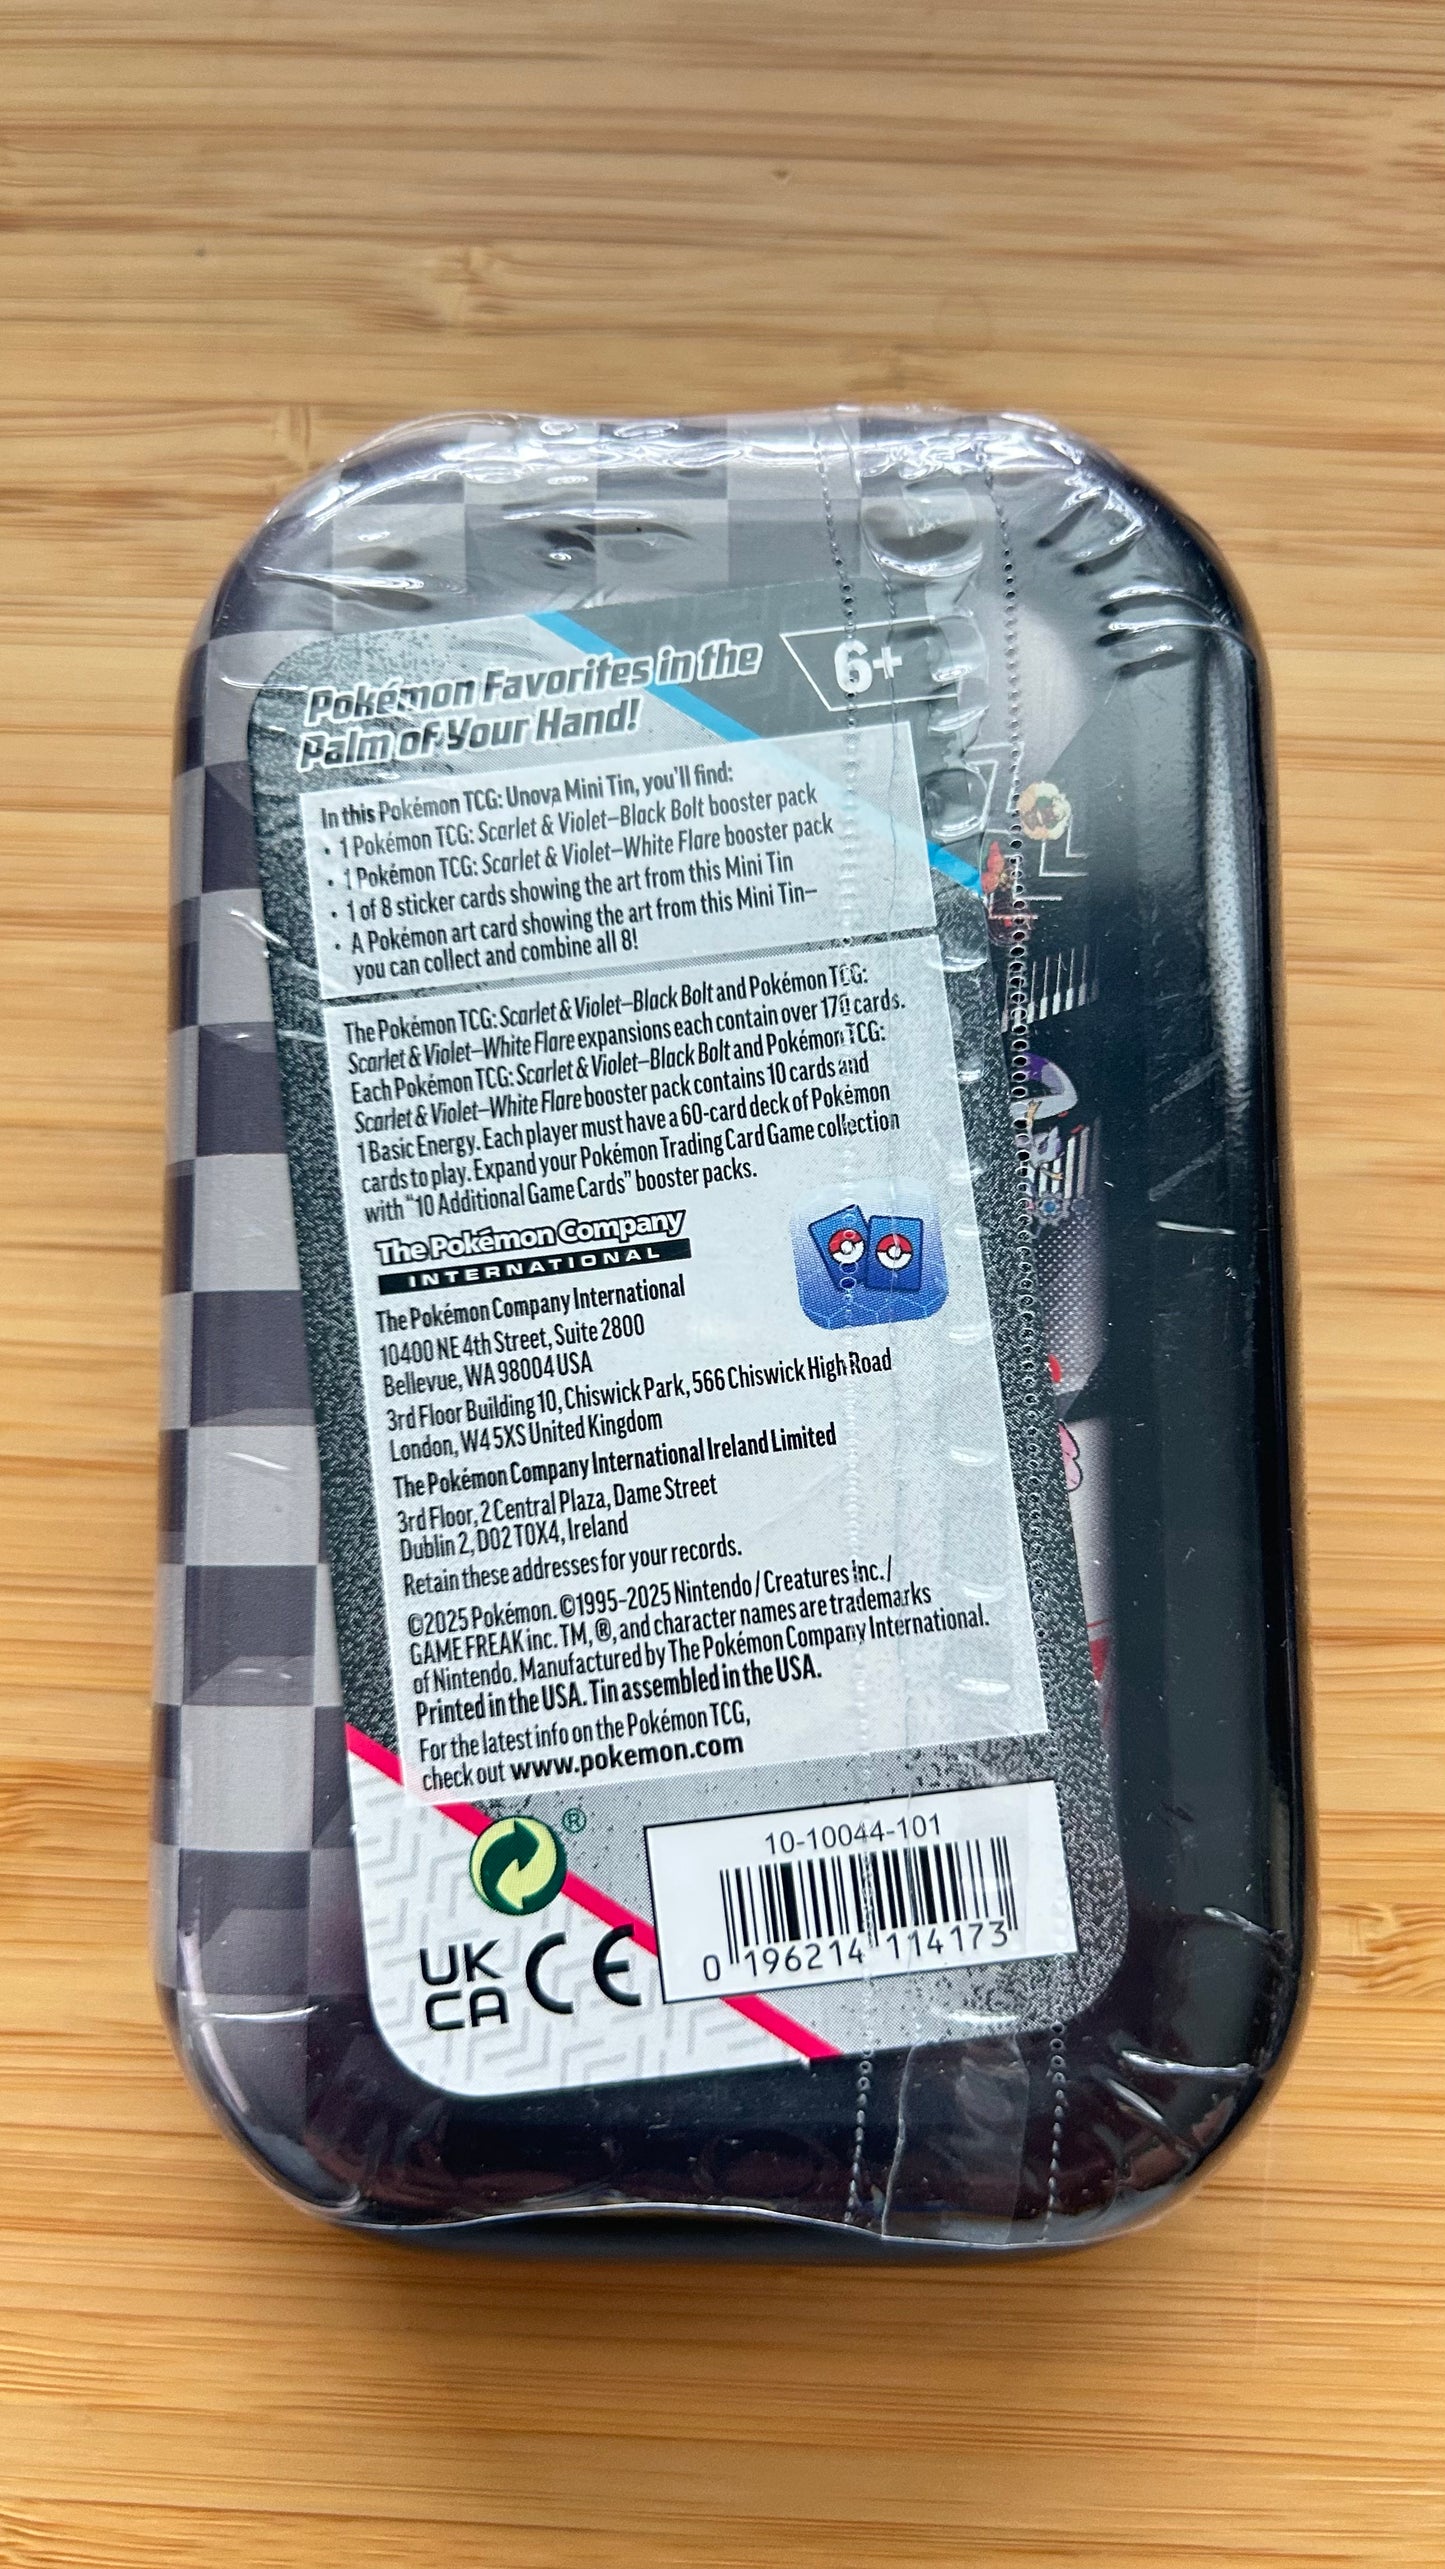 Pokémon Favorites in the
Palm of Your Hand!
6+
In this Pokémon TCG: Unova Mini Tin, you'll find:
• 1 Pokémon TCG: Scarlet & Violet–Black Bolt booster pack
• 1 Pokémon TCG: Scarlet & Violet–White Flare booster pack
• 1 of 8 sticker cards showing the art from this Mini Tin
• A Pokémon art card showing the art from this Mini Tin–
you can collect and combine all 8!
The Pokémon TCG: Scarlet & Violet–Black Bolt and Pokémon TCG:
Scarlet & Violet–White Flare expansions each contain over 170 cards.
Each Pokémon TCG: Scarlet & Violet–Black Bolt and Pokémon TCG:
Scarlet & Violet–White Flare booster pack contains 10 cards and
1 Basic Energy. Each player must have a 60-card deck of Pokémon
cards to play. Expand your Pokémon Trading Card Game collection
with “10 Additional Game Cards” booster packs.
The Pokémon Company
INTERNATIONAL
The Pokémon Company International
10400 NE 4th Street, Suite 2800
Bellevue, WA 98004 USA
3rd Floor Building 10, Chiswick Park, 566 Chiswick High Road
London, W4 5XS United Kingdom
The Pokémon Company International Ireland Limited
3rd Floor, 2 Central Plaza, Dame Street
Dublin 2, D02 T0X4, Ireland
Retain these addresses for your records.
©2025 Pokémon. ©1995–2025 Nintendo / Creatures Inc. /
GAME FREAK inc. TM, ®, and character names are trademarks
of Nintendo. Manufactured by The Pokémon Company International.
Printed in the USA. Tin assembled in the USA.
For the latest info on the Pokémon TCG,
check out www.pokemon.com
®
UK
CA CE
10-10044-101
0 196214 114173